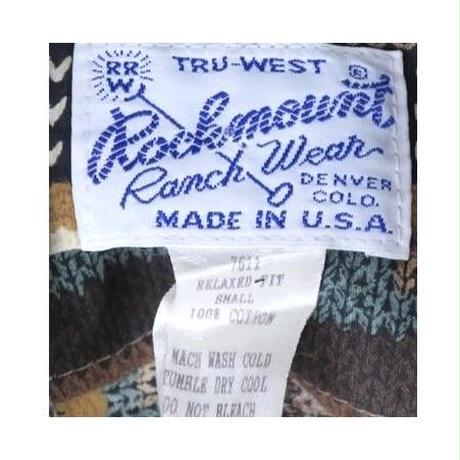 RR
W
TRU-WEST
®
Rockmount
Ranch Wear
DENVER
COLO.
MADE IN U.S.A.
7611
RELAXED FIT
SMALL
100% COTTON
MACH WASH COLD
TUMBLE DRY COOL
DO NOT BLEACH